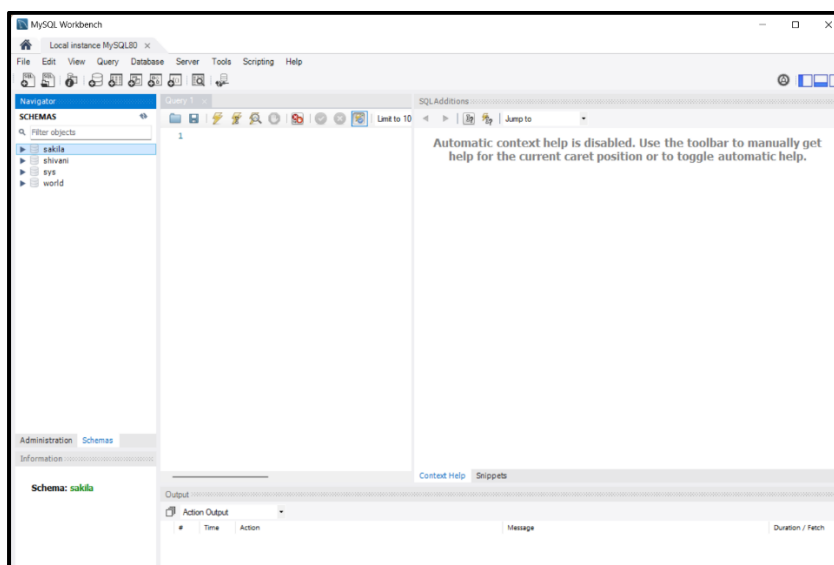 MySQL Workbench
Local instance MySQL80
File Edit View Query Database Server Tools Scripting Help
Navigator
SCHEMAS
Filter objects
sakila
shivani
sys
world
Administration Schemas
Information
Schema: sakila
Query 1
Limit to 10
1
SQLAdditions
Jump to
Automatic context help is disabled. Use the toolbar to manually get
help for the current caret position or to toggle automatic help.
Context Help Snippets
Output
Action Output
# Time Action Message Duration / Fetch